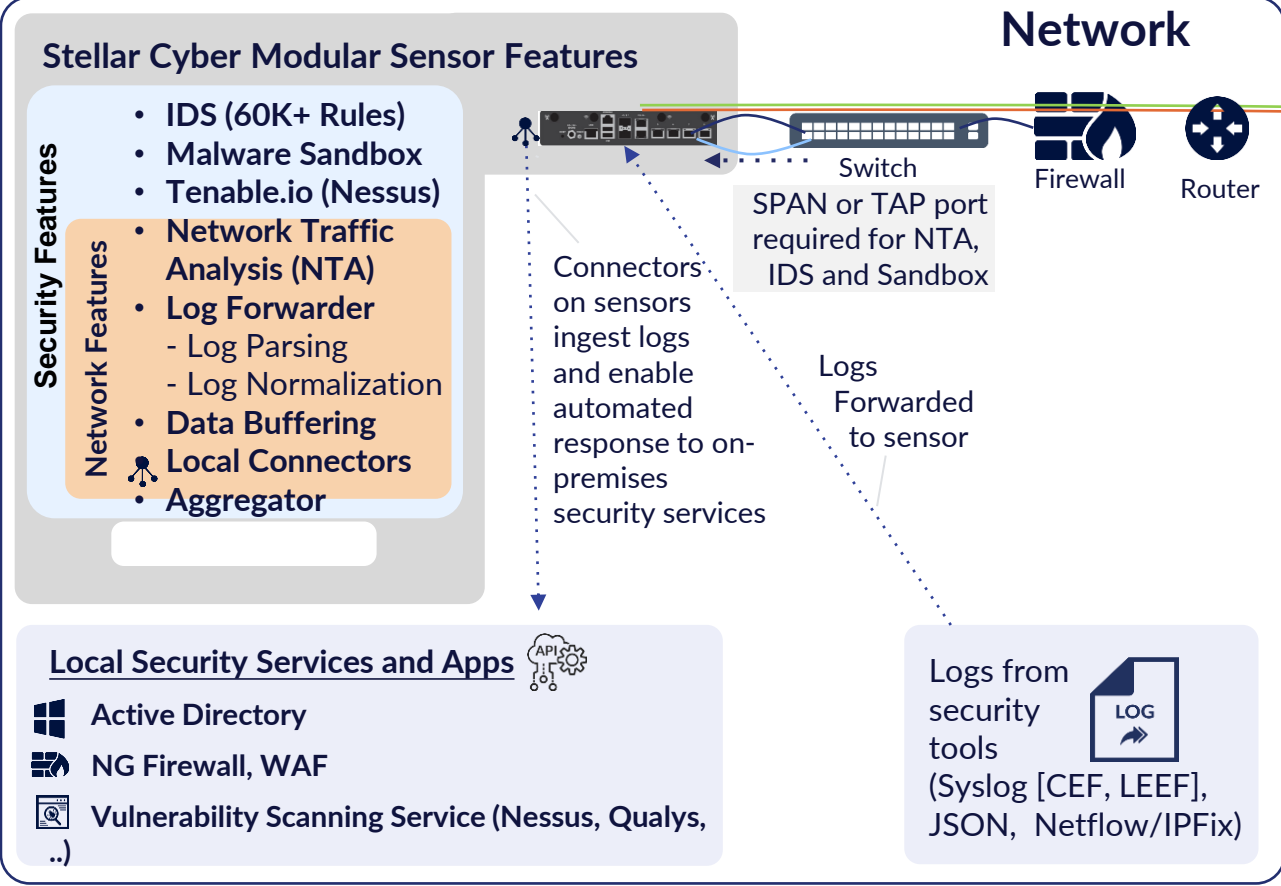 Network
Stellar Cyber Modular Sensor Features
Security Features
Network Features
• IDS (60K+ Rules)
• Malware Sandbox
• Tenable.io (Nessus)
• Network Traffic
Analysis (NTA)
• Log Forwarder
- Log Parsing
- Log Normalization
• Data Buffering
Local Connectors
• Aggregator
Switch
SPAN or TAP port
required for NTA,
IDS and Sandbox
Firewall
Router
Connectors
on sensors
ingest logs
and enable
automated
response to on-
premises
security services
Logs
Forwarded
to sensor
Local Security Services and Apps
API
Active Directory
NG Firewall, WAF
Vulnerability Scanning Service (Nessus, Qualys,
..)
Logs from
security
tools
(Syslog [CEF, LEEF],
JSON, Netflow/IPFix)
LOG